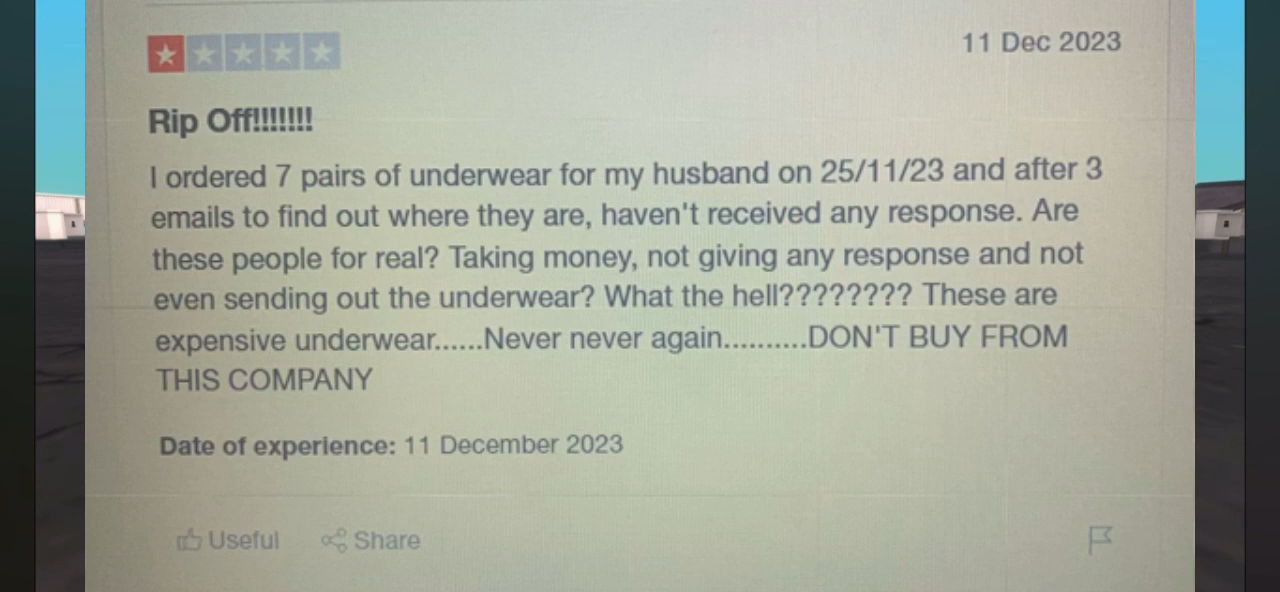 11 Dec 2023
Rip Off!!!!!!!
I ordered 7 pairs of underwear for my husband on 25/11/23 and after 3
emails to find out where they are, haven't received any response. Are
these people for real? Taking money, not giving any response and not
even sending out the underwear? What the hell???????? These are
expensive underwear......Never never again..........DON'T BUY FROM
THIS COMPANY
Date of experience: 11 December 2023
Useful Share